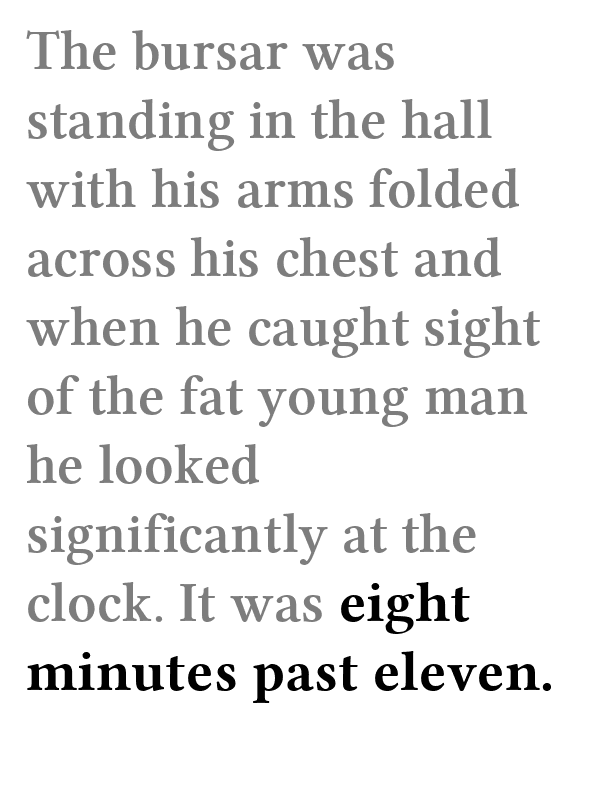 The bursar was
standing in the hall
with his arms folded
across his chest and
when he caught sight
of the fat young man
he looked
significantly at the
clock. It was eight
minutes past eleven.